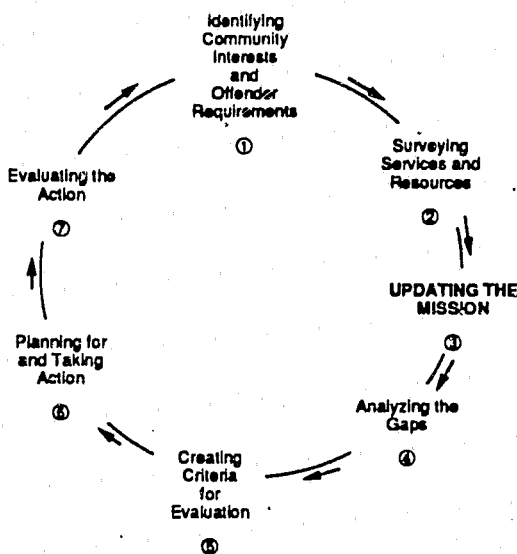 Identifying
Community
Interests
and
Offender
Requirements
①
Surveying
Services and
Resources
②
UPDATING THE
MISSION
③
Analyzing the
Gaps
④
Creating
Criteria
for
Evaluation
⑤
Planning for
and Taking
Action
⑥
Evaluating the
Action
⑦